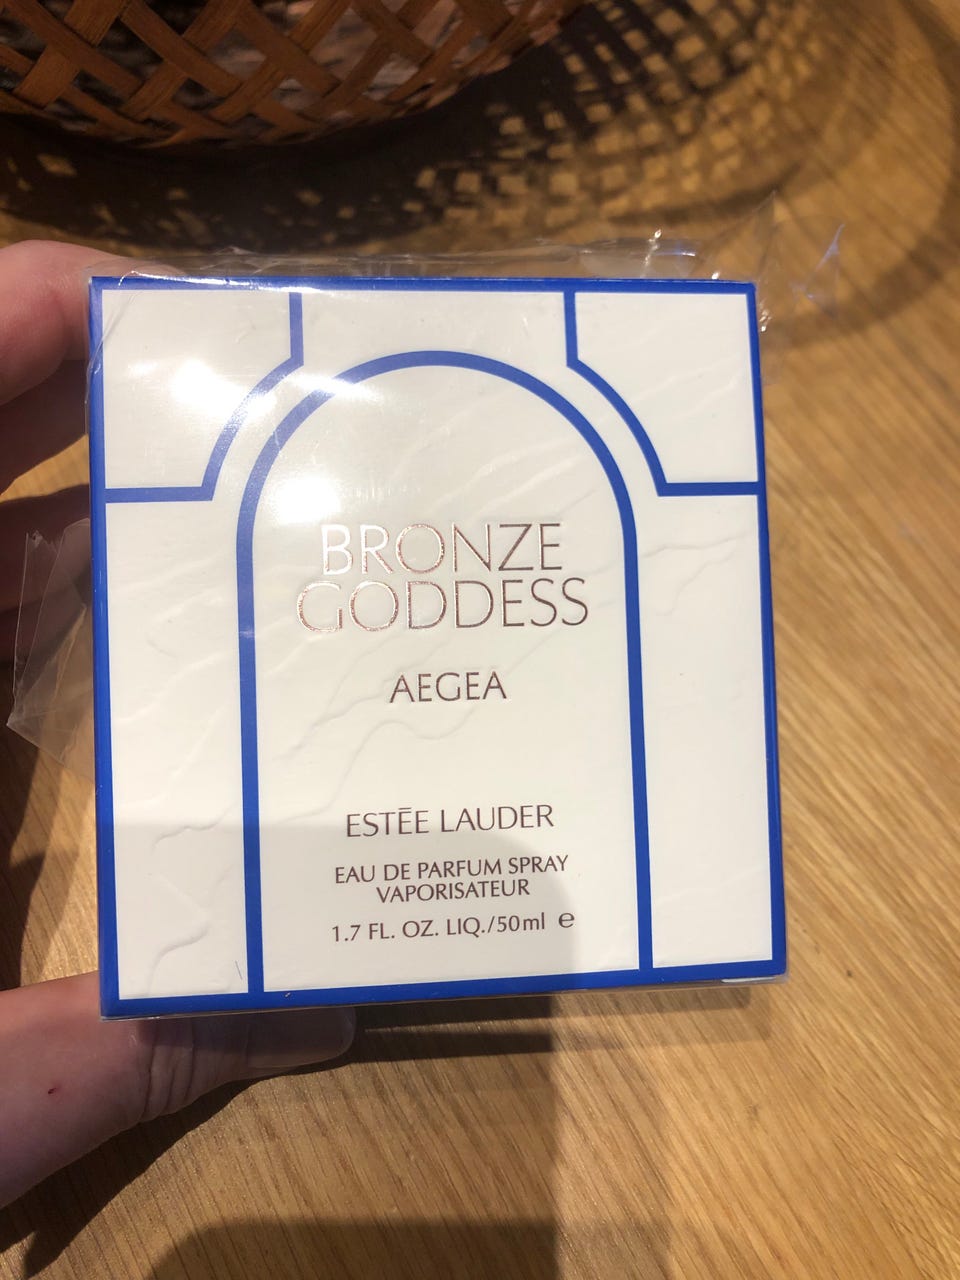 BRONZE
GODDESS
AEGEA
ESTĒE LAUDER
EAU DE PARFUM SPRAY
VAPORISATEUR
1.7 FL. OZ. LIQ./50ml ℮